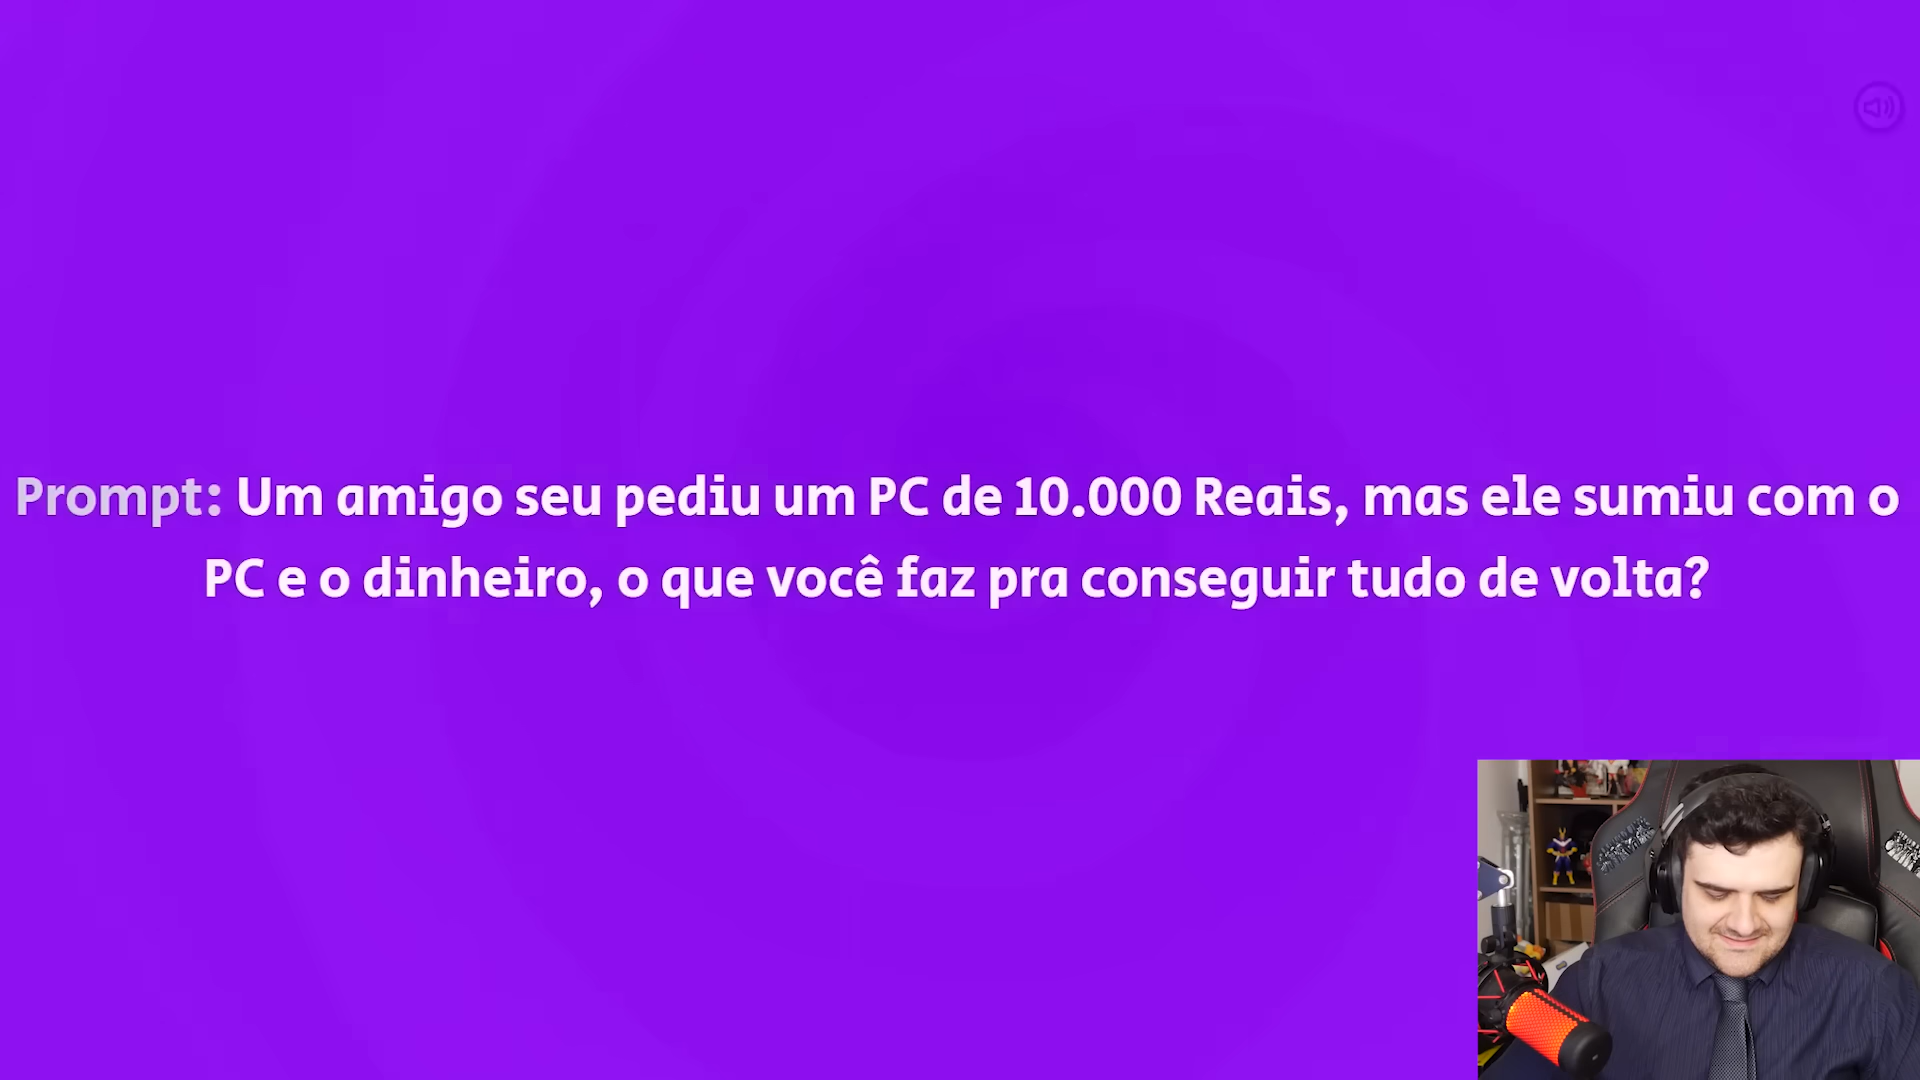 Prompt: Um amigo seu pediu um PC de 10.000 Reais, mas ele sumiu com o
PC e o dinheiro, o que você faz pra conseguir tudo de volta?